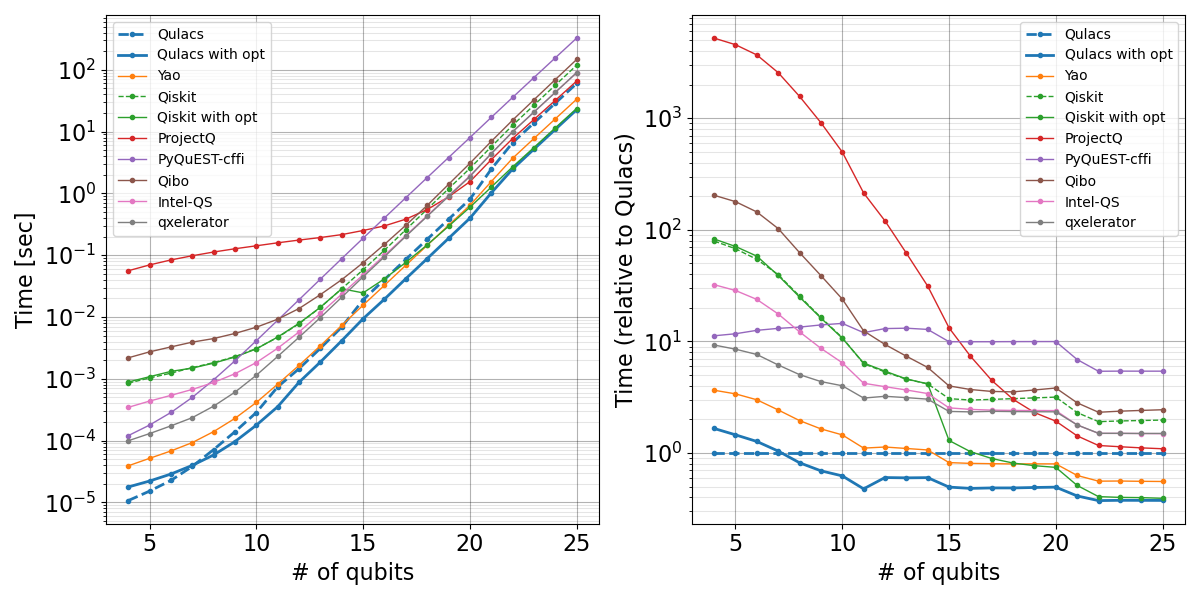 Time [sec]
10^2
10^1
10^0
10^-1
10^-2
10^-3
10^-4
10^-5
Qulacs
Qulacs with opt
Yao
Qiskit
Qiskit with opt
ProjectQ
PyQuEST-cffi
Qibo
Intel-QS
qxelerator
5 10 15 20 25
# of qubits
Time (relative to Qulacs)
10^3
10^2
10^1
10^0
Qulacs
Qulacs with opt
Yao
Qiskit
Qiskit with opt
ProjectQ
PyQuEST-cffi
Qibo
Intel-QS
qxelerator
5 10 15 20 25
# of qubits